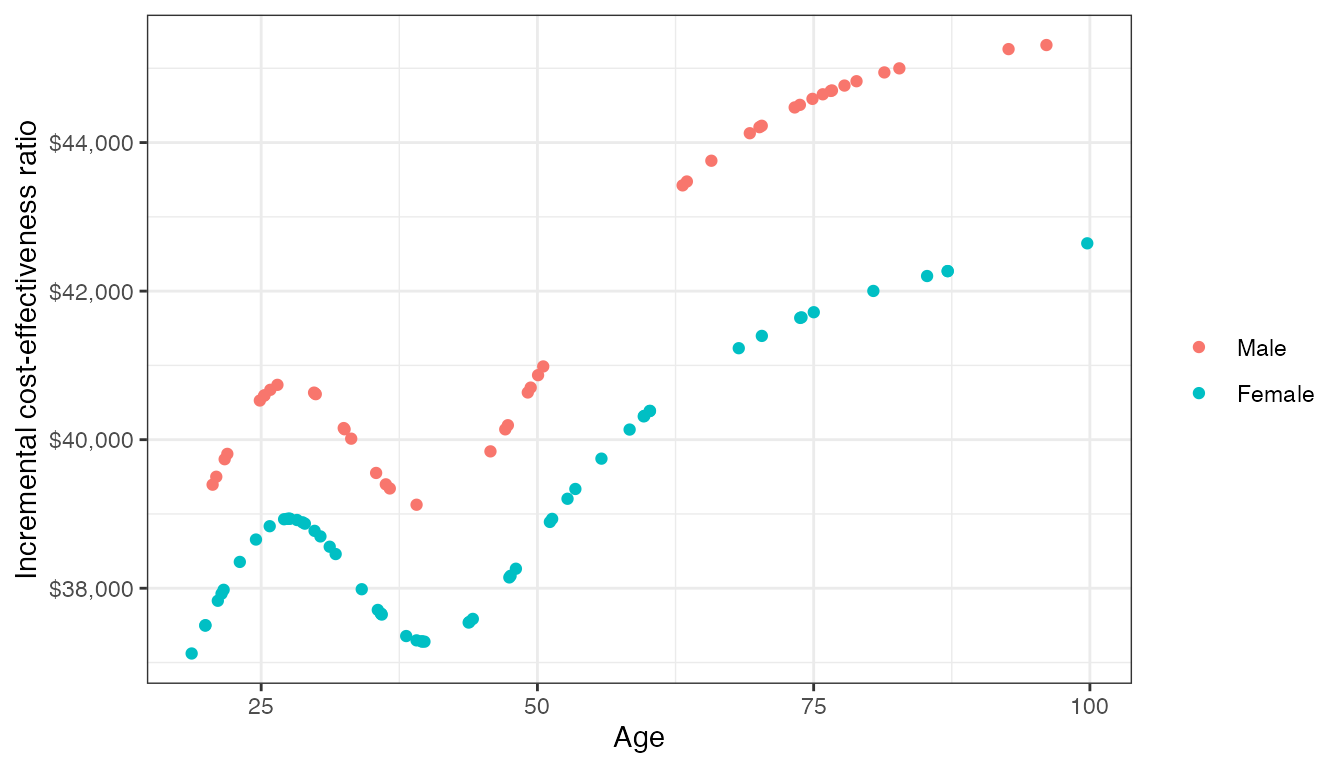 Incremental cost-effectiveness ratio
$44,000
$42,000
$40,000
$38,000
25 50 75 100
Age
Male
Female